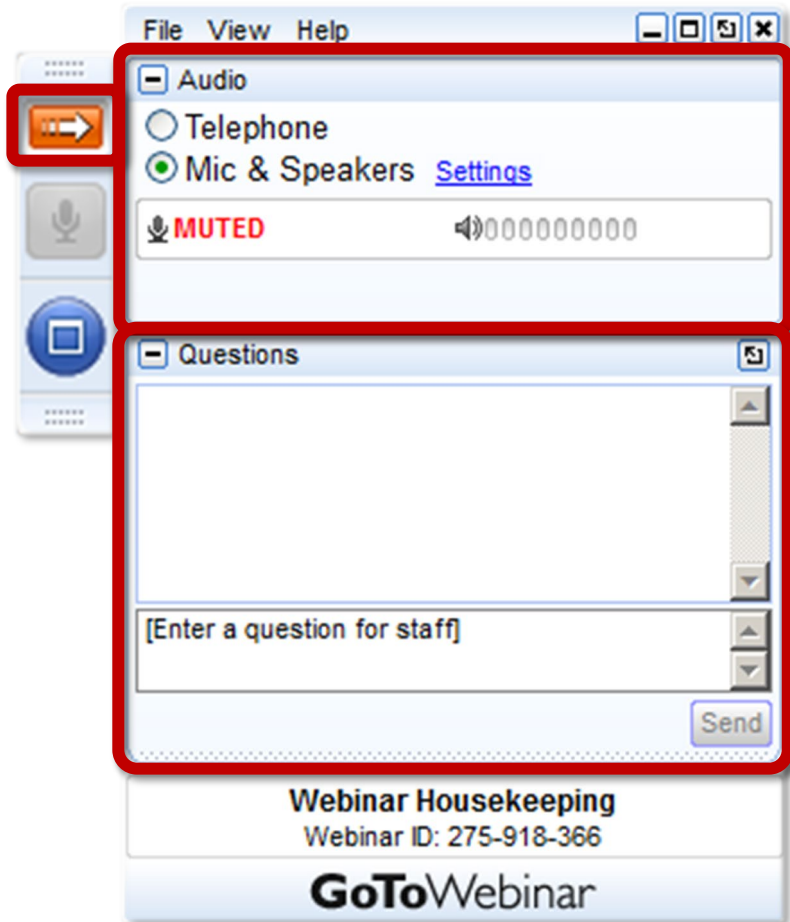 File View Help
Audio
Telephone
Mic & Speakers Settings
MUTED
Questions
[Enter a question for staff]
Send
Webinar Housekeeping
Webinar ID: 275-918-366
GoToWebinar